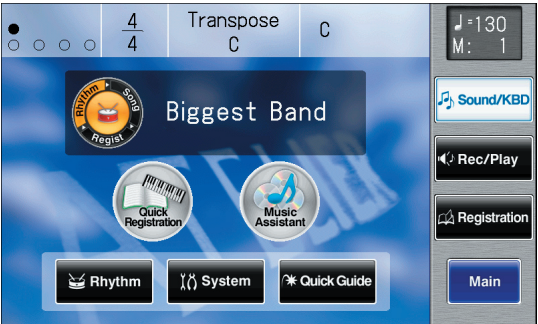 4
4
Transpose
C
C
♩=130
M: 1
Rhythm
Song
Regist
Biggest Band
Sound/KBD
Rec/Play
Registration
Main
Quick
Registration
Music
Assistant
Rhythm
System
Quick Guide
ATELIER